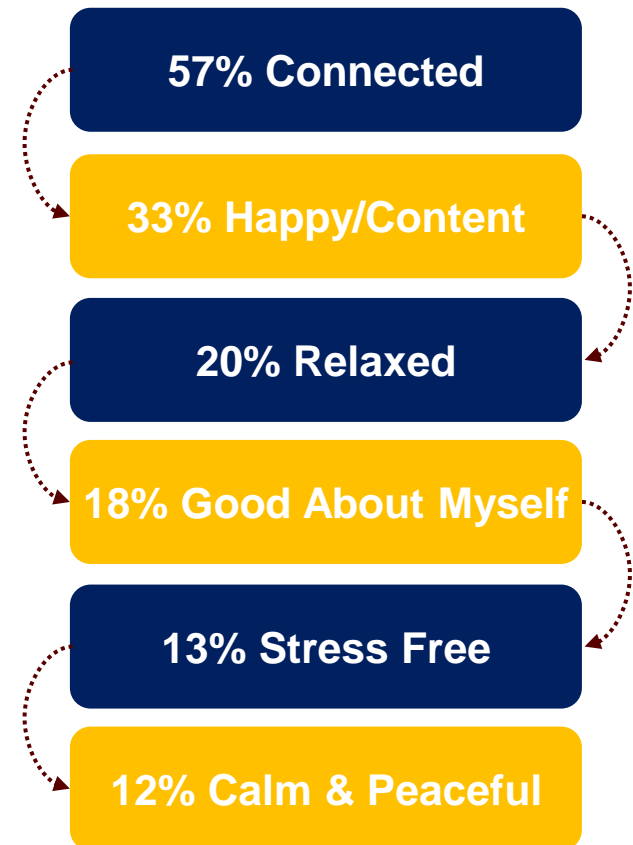 57% Connected
33% Happy/Content
20% Relaxed
18% Good About Myself
13% Stress Free
12% Calm & Peaceful